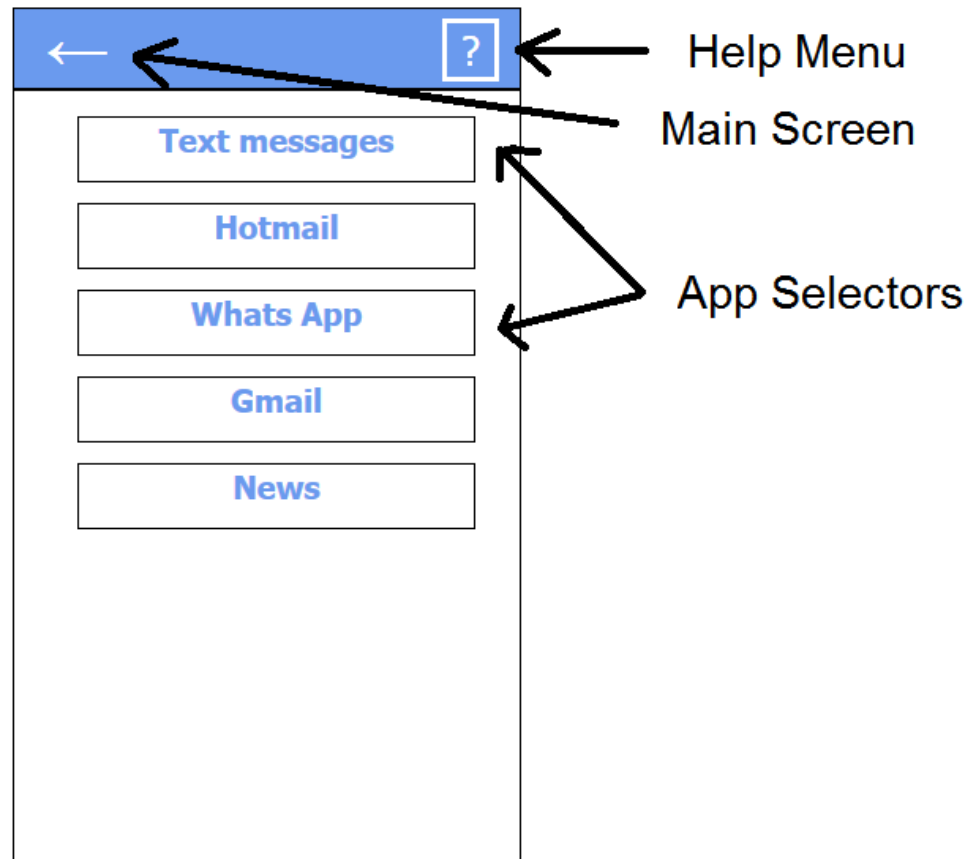 ?
Help Menu
Main Screen
Text messages
Hotmail
App Selectors
Whats App
Gmail
News